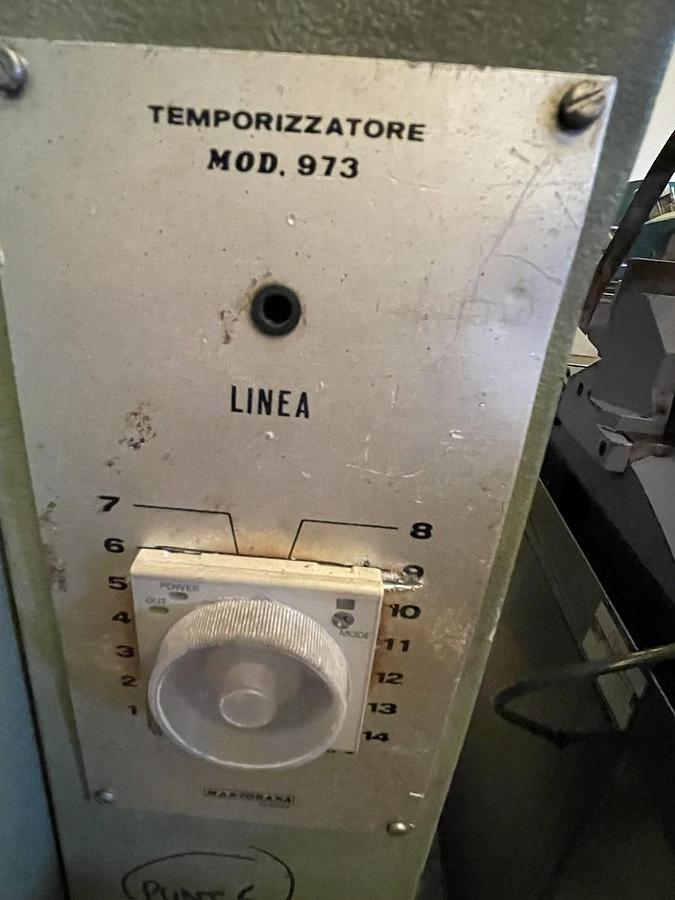 TEMPORIZZATORE
MOD. 973
LINEA
7
8
6
9
5
POWER
OUT
10
4
MODE
11
3
12
2
13
1
14
MARTORANA